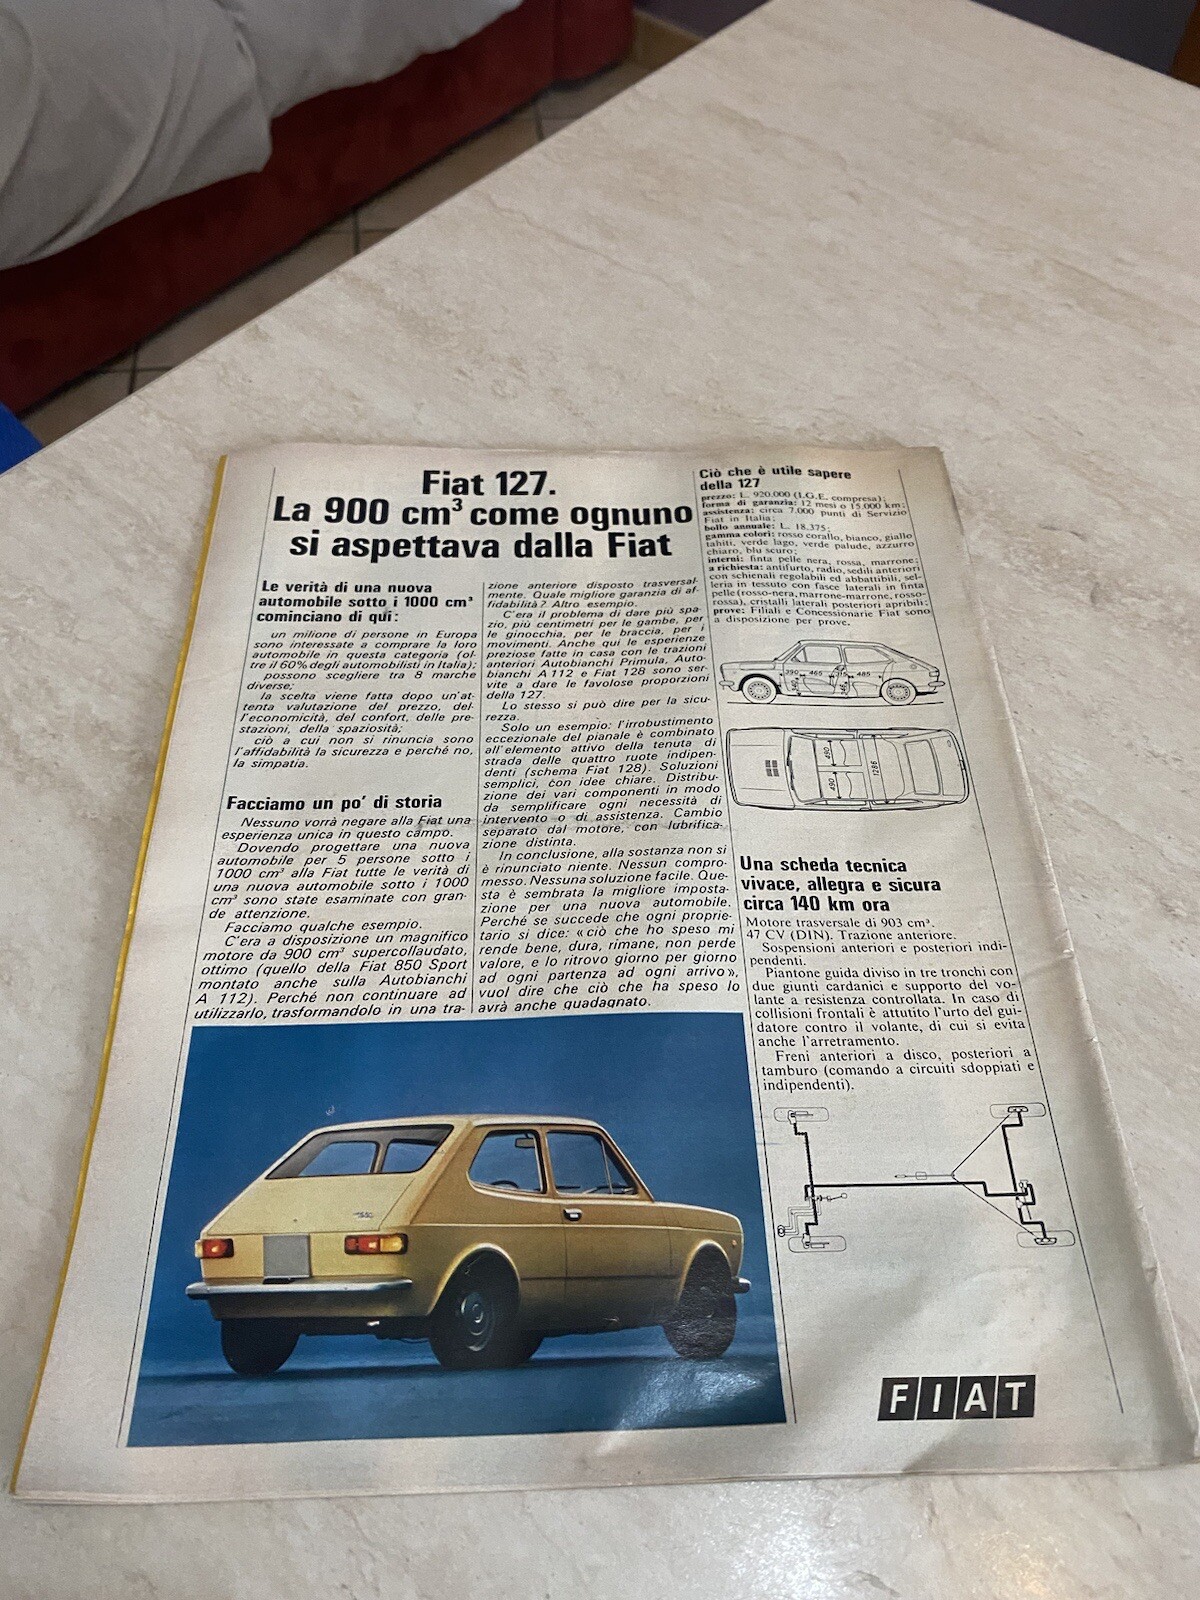 Fiat 127.
La 900 cm³ come ognuno
si aspettava dalla Fiat
Le verità di una nuova
automobile sotto i 1000 cm³
cominciano di qui:
un milione di persone in Europa
sono interessate a comprare la loro
automobile in questa categoria (ol-
tre il 60% degli automobilisti in Italia);
possono scegliere tra 8 marche
diverse;
la scelta viene fatta dopo un'at-
tenta valutazione del prezzo, del-
l'economicità, del confort, delle pre-
stazioni, della spaziosità;
ciò a cui non si rinuncia sono
l'affidabilità la sicurezza e perché no,
la simpatia.
Facciamo un po' di storia
Nessuno vorrà negare alla Fiat una
esperienza unica in questo campo.
Dovendo progettare una nuova
automobile per 5 persone sotto i
1000 cm³ alla Fiat tutte le verità di
una nuova automobile sotto i 1000
cm³ sono state esaminate con gran-
de attenzione.
Facciamo qualche esempio.
C'era a disposizione un magnifico
motore da 900 cm³ supercollaudato,
ottimo (quello della Fiat 850 Sport
montato anche sulla Autobianchi
A 112). Perché non continuare ad
utilizzarlo, trasformandolo in una tra-
zione anteriore disposto trasversal-
mente. Quale migliore garanzia di af-
fidabilità? Altro esempio.
C'era il problema di dare più spa-
zio, più centimetri per le gambe, per
le ginocchia, per le braccia, per i
movimenti. Anche qui le esperienze
preziose fatte in casa con le trazioni
anteriori Autobianchi Primula, Auto-
bianchi A 112 e Fiat 128 sono ser-
vite a dare le favolose proporzioni
della 127.
Lo stesso si può dire per la sicu-
rezza.
Solo un esempio: l'irrobustimento
eccezionale del pianale è combinato
all'elemento attivo della tenuta di
strada delle quattro ruote indipen-
denti (schema Fiat 128). Soluzioni
semplici, con idee chiare. Distribu-
zione dei vari componenti in modo
da semplificare ogni necessità di
intervento o di assistenza. Cambio
separato dal motore, con lubrifica-
zione distinta.
In conclusione, alla sostanza non si
è rinunciato niente. Nessun compro-
messo. Nessuna soluzione facile. Que-
sta è sembrata la migliore imposta-
zione per una nuova automobile.
Perché se succede che ogni proprie-
tario si dice: «ciò che ho speso mi
rende bene, dura, rimane, non perde
valore, e lo ritrovo giorno per giorno
ad ogni partenza ad ogni arrivo»,
vuol dire che ciò che ha speso lo
avrà anche guadagnato.
Ciò che è utile sapere
della 127
prezzo: L. 920.000 (I.G.E. compresa);
forma di garanzia: 12 mesi o 15.000 km;
assistenza: circa 7.000 punti di Servizio
Fiat in Italia;
bollo annuale: L. 18.375;
gamma colori: rosso corallo, bianco, giallo
tahiti, verde lago, verde palude, azzurro
chiaro, blu scuro;
interni: finta pelle nera, rossa, marrone;
a richiesta: antifurto, radio, sedili anteriori
con schienali regolabili ed abbattibili, sel-
leria in tessuto con fasce laterali in finta
pelle (rosso-nera, marrone-marrone, rosso-
rossa), cristalli laterali posteriori apribili;
prove: Filiali e Concessionarie Fiat sono
a disposizione per prove.
390 465 485
490 490 1286
Una scheda tecnica
vivace, allegra e sicura
circa 140 km ora
Motore trasversale di 903 cm³.
47 CV (DIN). Trazione anteriore.
Sospensioni anteriori e posteriori indi-
pendenti.
Piantone guida diviso in tre tronchi con
due giunti cardanici e supporto del vo-
lante a resistenza controllata. In caso di
collisioni frontali è attutito l'urto del gui-
datore contro il volante, di cui si evita
anche l'arretramento.
Freni anteriori a disco, posteriori a
tamburo (comando a circuiti sdoppiati e
indipendenti).
FIAT